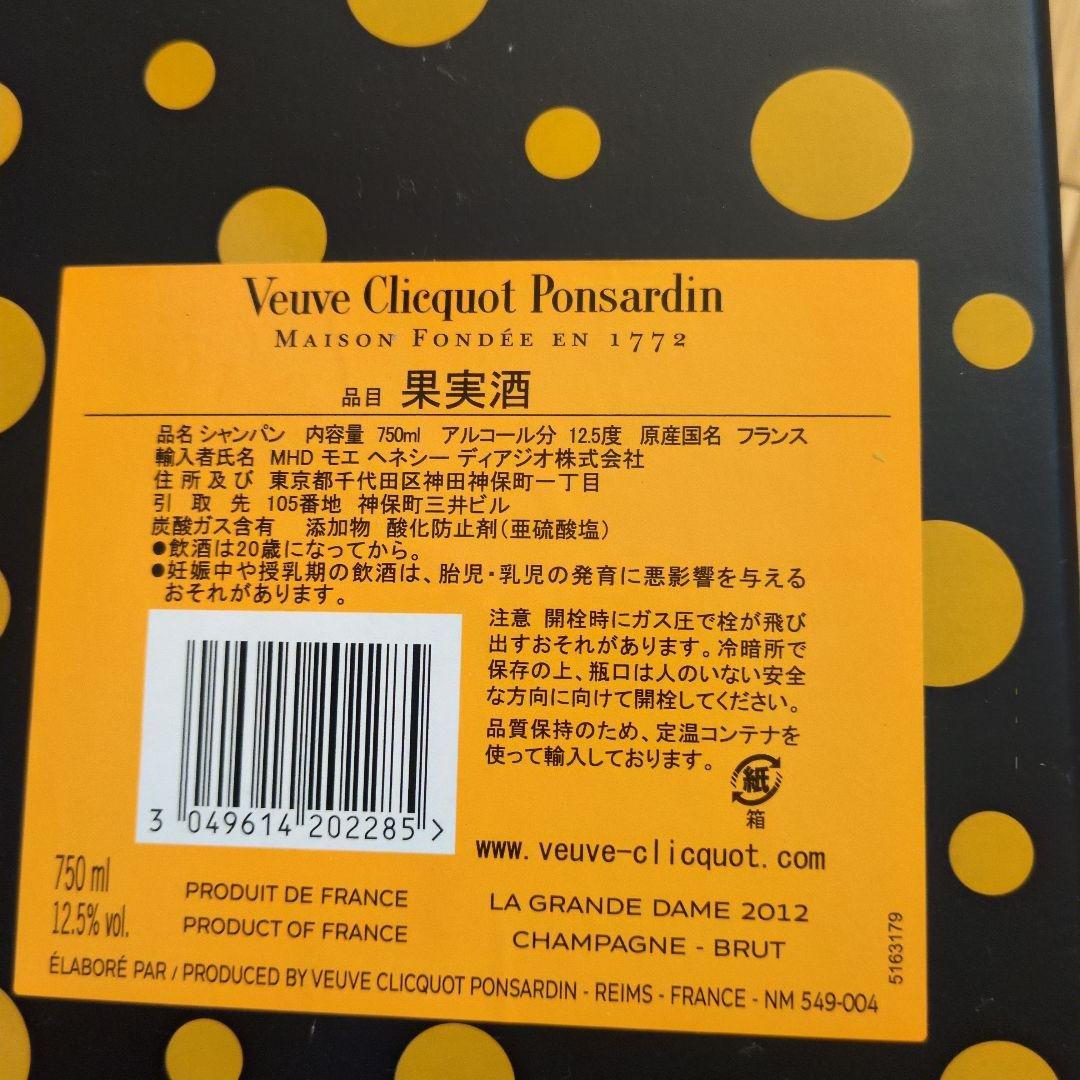 Veuve Clicquot Ponsardin
MAISON FONDÉE EN 1772
品目 果実酒
品名 シャンパン 内容量 750ml アルコール分 12.5度 原産国名 フランス
輸入者氏名 MHD モエ ヘネシー ディアジオ株式会社
住所及び 東京都千代田区神田神保町一丁目
引取先 105番地 神保町三井ビル
炭酸ガス含有 添加物 酸化防止剤(亜硫酸塩)
●飲酒は20歳になってから。
●妊娠中や授乳期の飲酒は、胎児・乳児の発育に悪影響を与える
おそれがあります。
注意 開栓時にガス圧で栓が飛び
出すおそれがあります。冷暗所で
保存の上、瓶口は人のいない安全
な方向に向けて開栓してください。
品質保持のため、定温コンテナを
使って輸入しております。
紙
箱
3 049614 202285 >
www.veuve-clicquot.com
750 ml
12.5% vol.
PRODUIT DE FRANCE
PRODUCT OF FRANCE
LA GRANDE DAME 2012
CHAMPAGNE - BRUT
ÉLABORÉ PAR / PRODUCED BY VEUVE CLICQUOT PONSARDIN - REIMS - FRANCE - NM 549-004
5163179